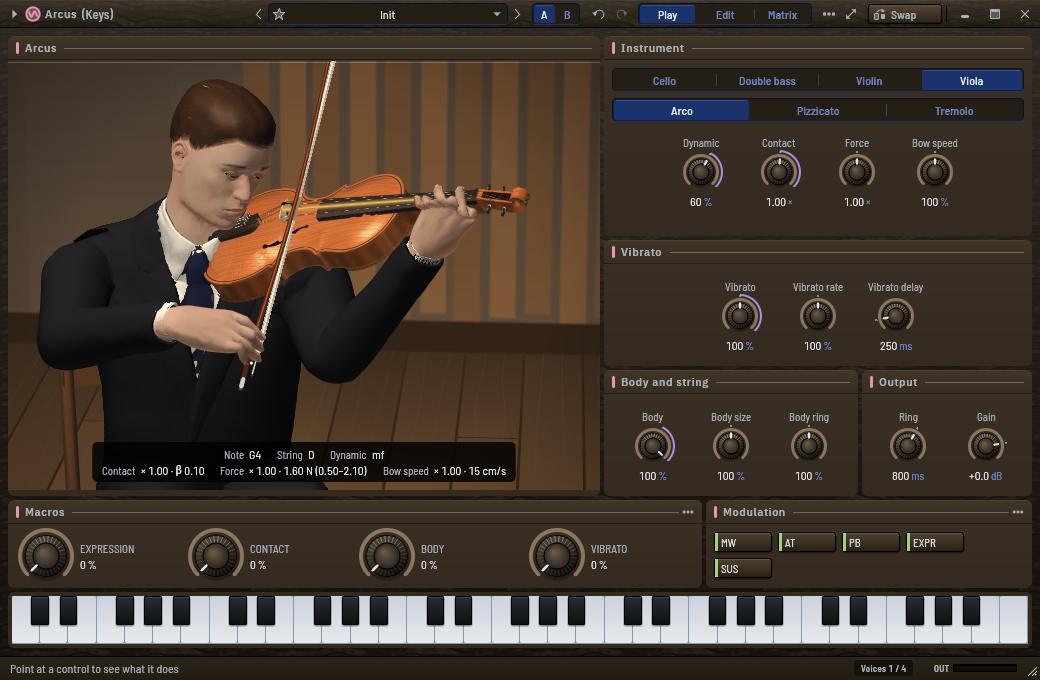 Arcus (Keys)
Init
A B
Play Edit Matrix
Swap
Arcus
Instrument
Cello Double bass Violin Viola
Arco Pizzicato Tremolo
Dynamic Contact Force Bow speed
60 % 1.00 × 1.00 × 100 %
Vibrato
Vibrato Vibrato rate Vibrato delay
100 % 100 % 250 ms
Body and string
Body Body size Body ring
100 % 100 % 100 %
Output
Ring Gain
800 ms +0.0 dB
Note G4 String D Dynamic mf
Contact × 1.00 · β 0.10 Force × 1.00 · 1.60 N (0.50–2.10) Bow speed × 1.00 · 15 cm/s
Macros
EXPRESSION
0 %
CONTACT
0 %
BODY
0 %
VIBRATO
0 %
Modulation
MW AT PB EXPR
SUS
Point at a control to see what it does
Voices 1 / 4 OUT